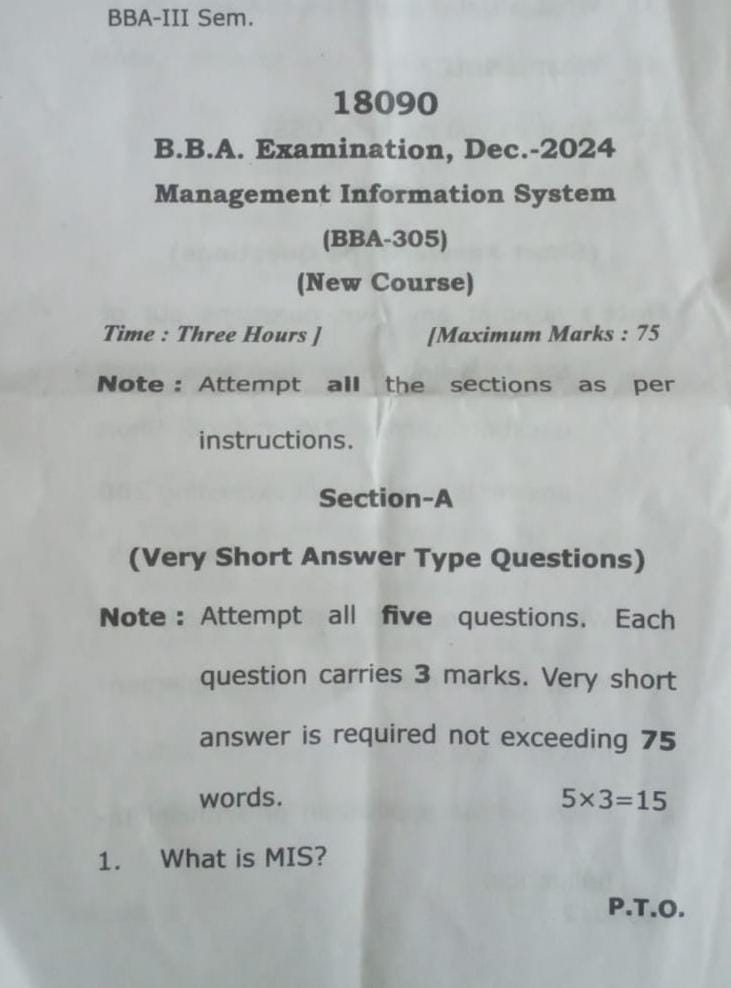 BBA-III Sem.
18090
B.B.A. Examination, Dec.-2024
Management Information System
(BBA-305)
(New Course)
Time : Three Hours ] [Maximum Marks : 75
Note : Attempt all the sections as per
instructions.
Section-A
(Very Short Answer Type Questions)
Note : Attempt all five questions. Each
question carries 3 marks. Very short
answer is required not exceeding 75
words. 5×3=15
1. What is MIS?
P.T.O.